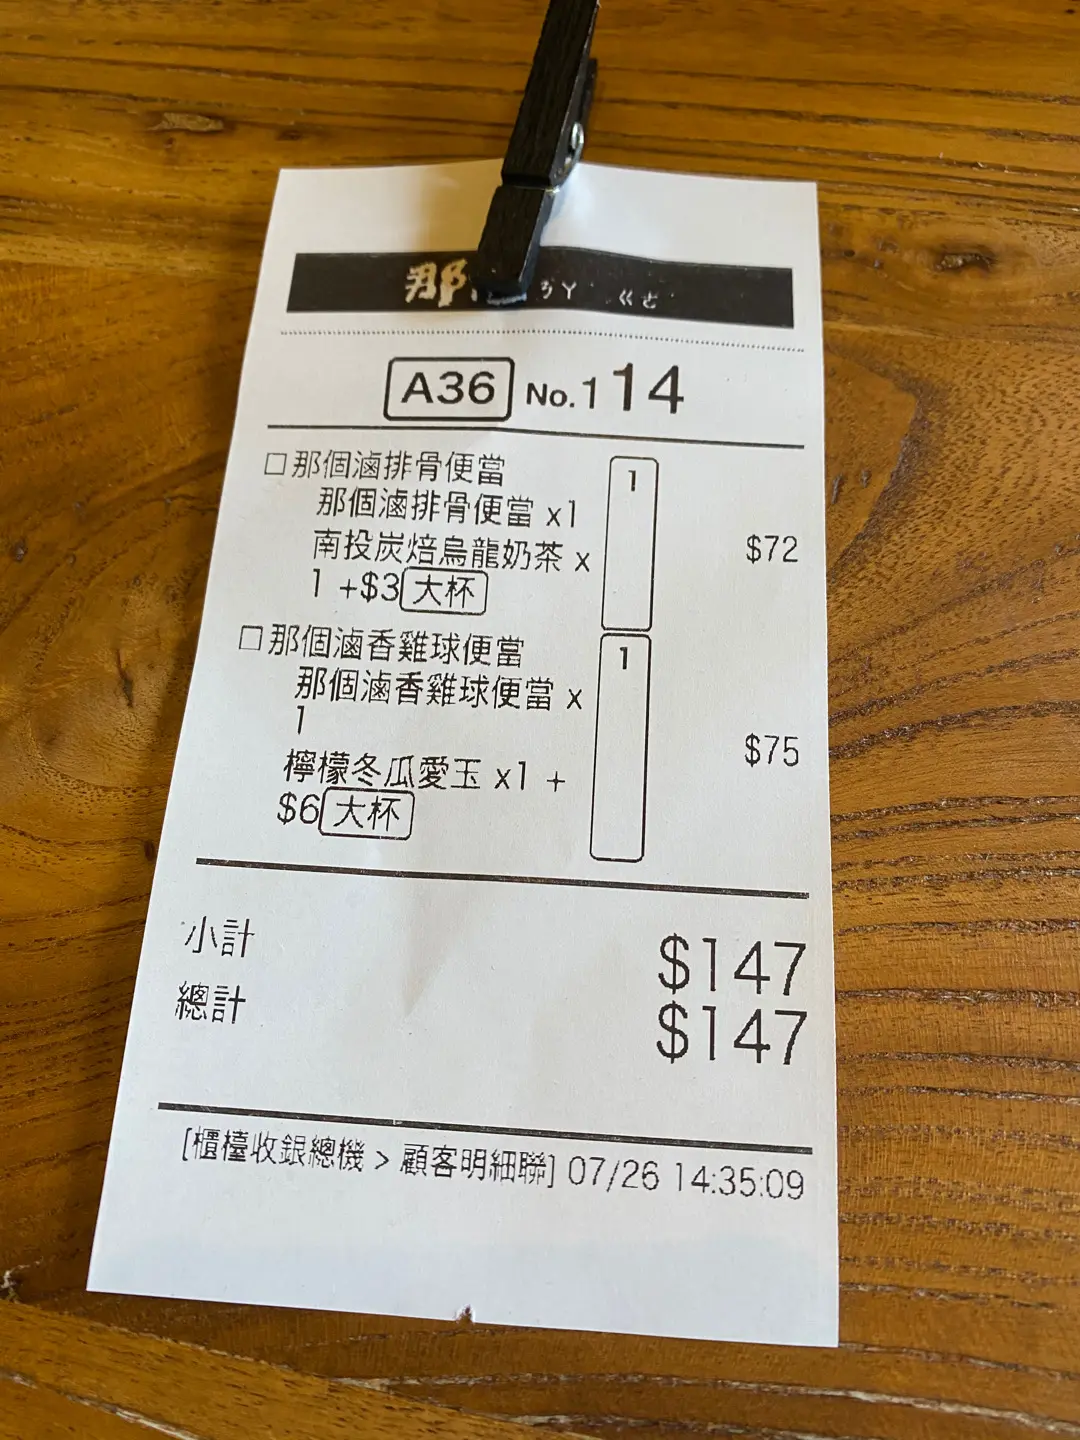 那 ㄋㄚ ㄍㄜ
A36 No.114
□那個滷排骨便當 1
那個滷排骨便當 x1
南投炭焙烏龍奶茶 x $72
1 +$3 大杯
□那個滷香雞球便當 1
那個滷香雞球便當 x
1
檸檬冬瓜愛玉 x1 + $75
$6 大杯
小計 $147
總計 $147
[櫃檯收銀總機 > 顧客明細聯] 07/26 14:35:09